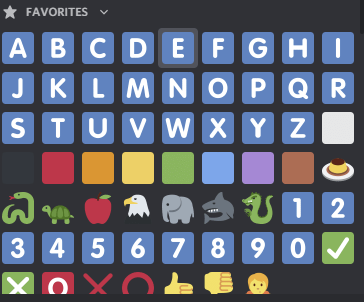 FAVORITES
A B C D E F G H I
J K L M N O P Q R
S T U V W X Y Z
1 2
3 4 5 6 7 8 9 0
O